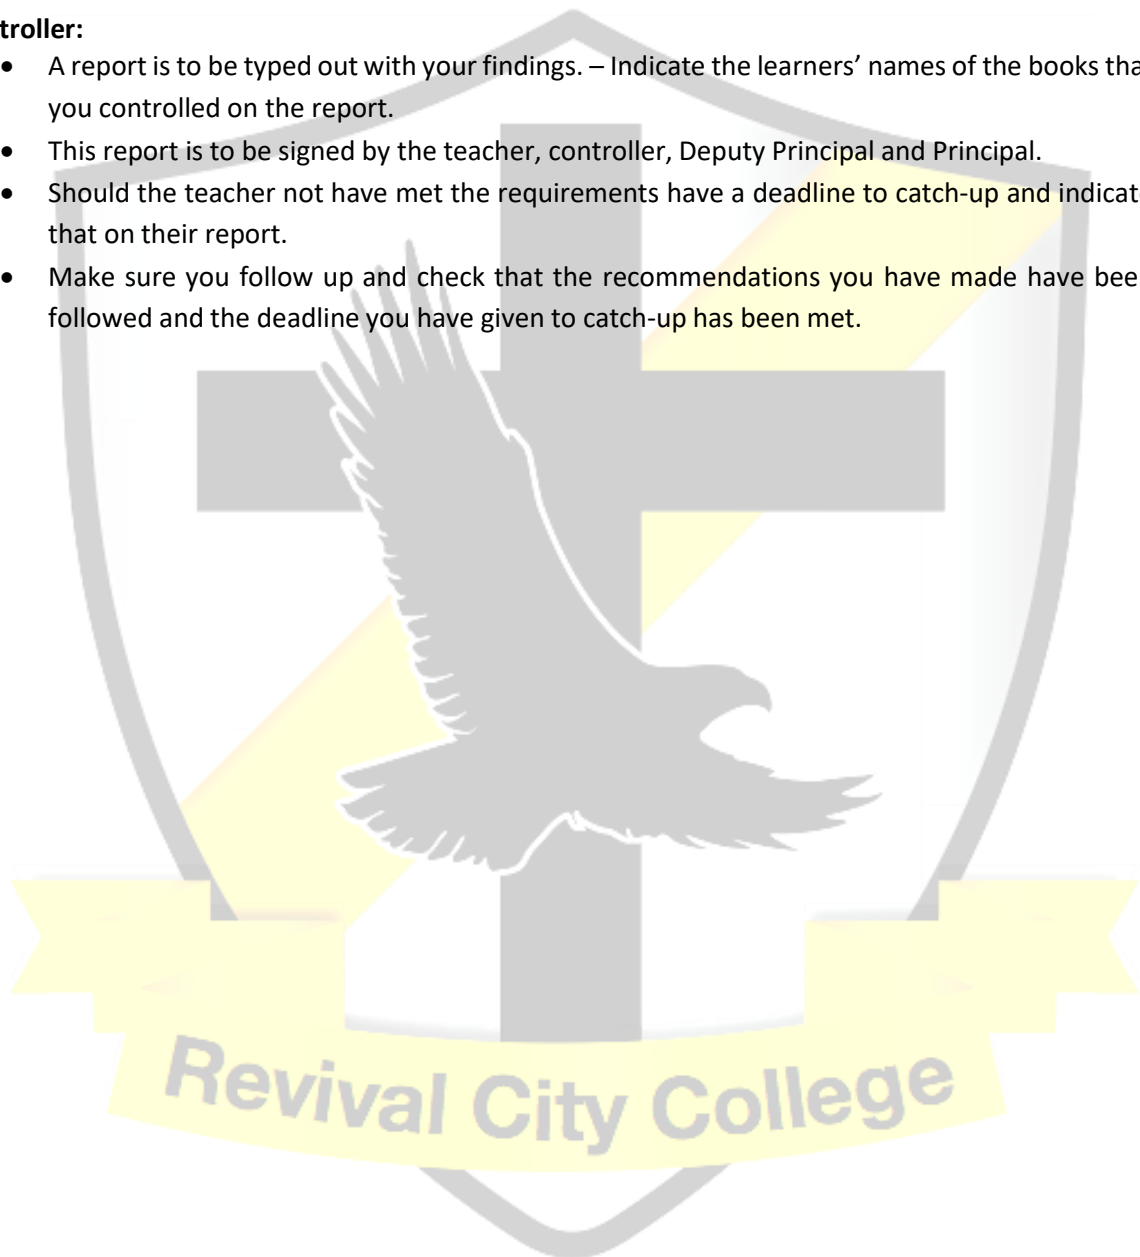 troller:
• A report is to be typed out with your findings. – Indicate the learners’ names of the books tha
you controlled on the report.
• This report is to be signed by the teacher, controller, Deputy Principal and Principal.
• Should the teacher not have met the requirements have a deadline to catch-up and indicat
that on their report.
• Make sure you follow up and check that the recommendations you have made have bee
followed and the deadline you have given to catch-up has been met.
Revival City College